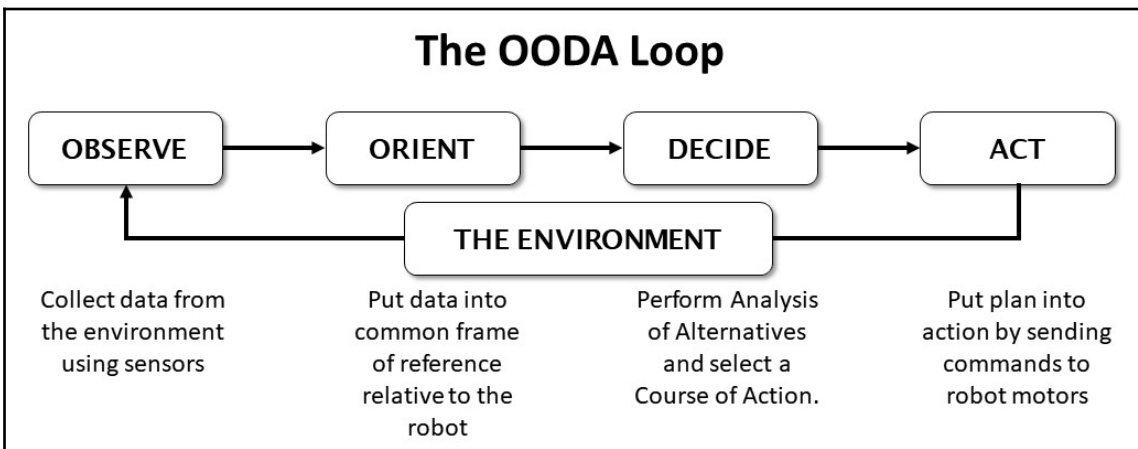 The OODA Loop
OBSERVE
ORIENT
DECIDE
ACT
THE ENVIRONMENT
Collect data from
the environment
using sensors
Put data into
common frame
of reference
relative to the
robot
Perform Analysis
of Alternatives
and select a
Course of Action.
Put plan into
action by sending
commands to
robot motors